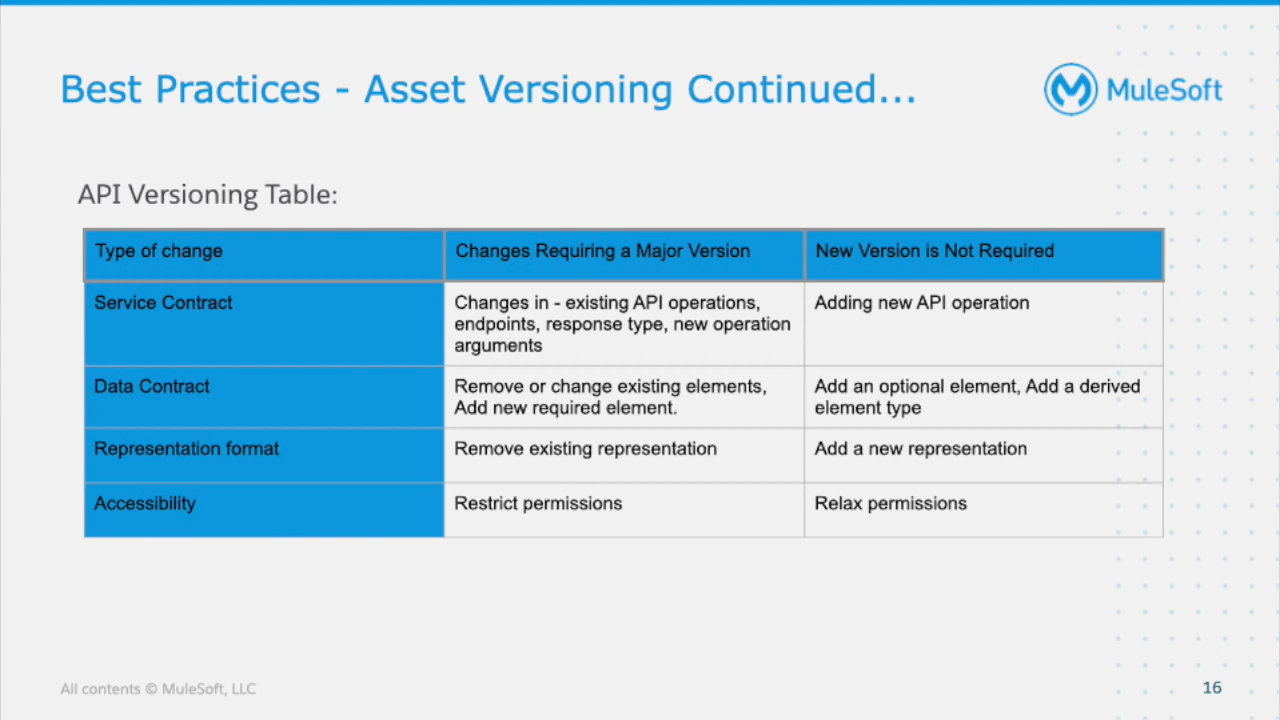 Best Practices - Asset Versioning Continued...
MuleSoft
API Versioning Table:
Type of change
Changes Requiring a Major Version
New Version is Not Required
Service Contract
Changes in - existing API operations,
endpoints, response type, new operation
arguments
Adding new API operation
Data Contract
Remove or change existing elements,
Add new required element.
Add an optional element, Add a derived
element type
Representation format
Remove existing representation
Add a new representation
Accessibility
Restrict permissions
Relax permissions
All contents © MuleSoft, LLC
16